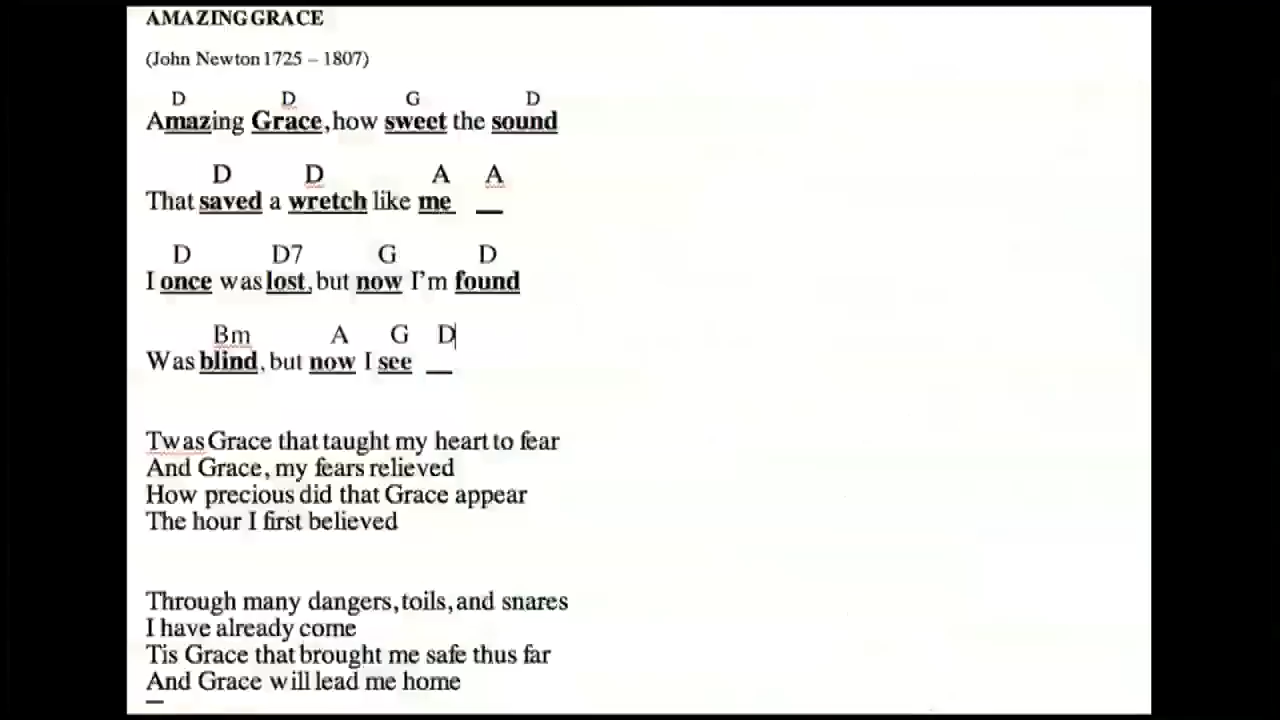 AMAZING GRACE
(John Newton 1725 – 1807)
D D G D
Amazing Grace, how sweet the sound
D D A A
That saved a wretch like me __
D D7 G D
I once was lost, but now I'm found
Bm A G D
Was blind, but now I see __
Twas Grace that taught my heart to fear
And Grace, my fears relieved
How precious did that Grace appear
The hour I first believed
Through many dangers, toils, and snares
I have already come
Tis Grace that brought me safe thus far
And Grace will lead me home